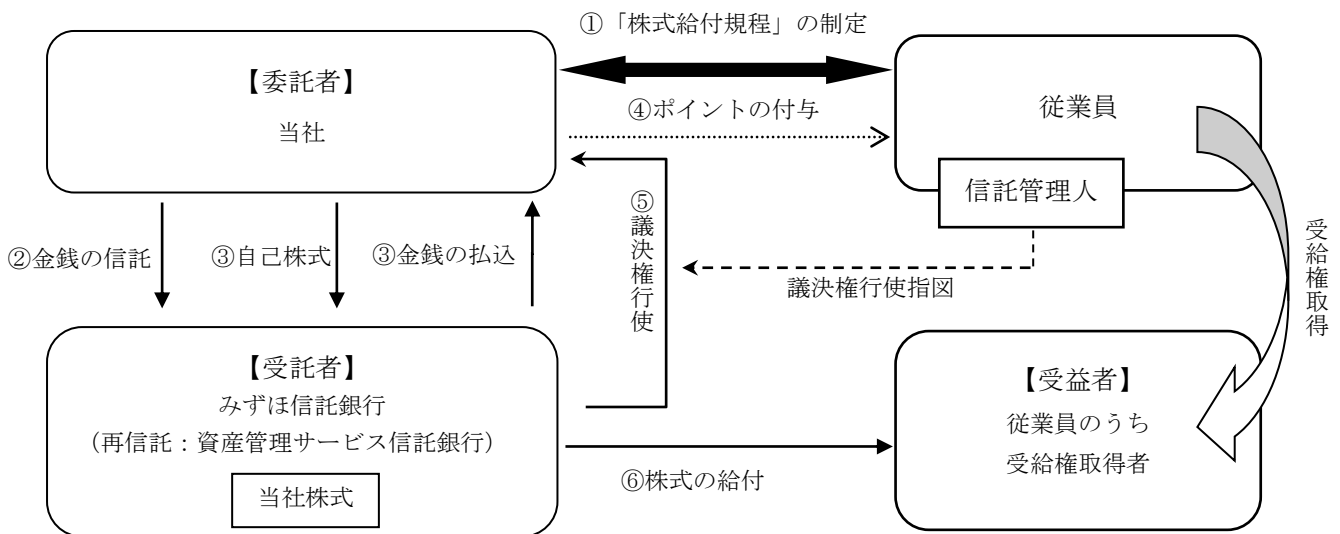 ①「株式給付規程」の制定
【委託者】
当社
④ポイントの付与
従業員
信託管理人
②金銭の信託
③自己株式
③金銭の払込
⑤議決権行使
議決権行使指図
受給権取得
【受託者】
みずほ信託銀行
（再信託：資産管理サービス信託銀行）
当社株式
⑥株式の給付
【受益者】
従業員のうち
受給権取得者